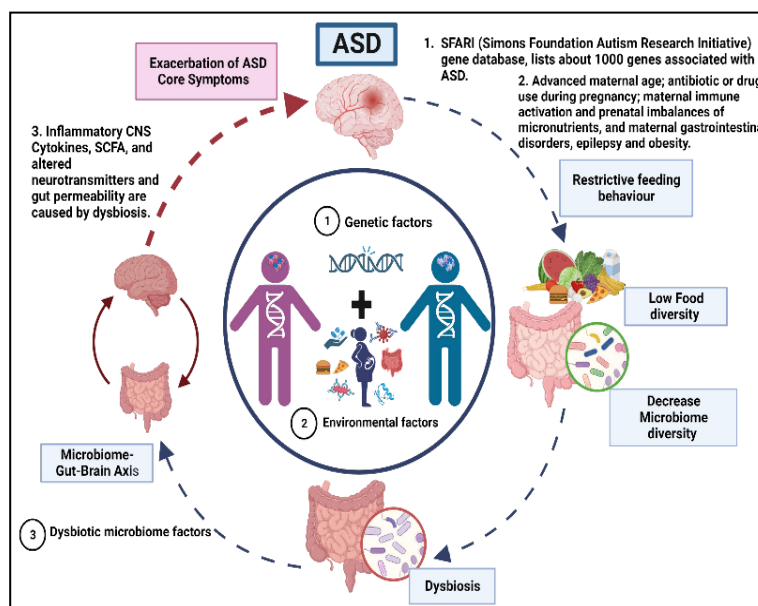 ASD
Exacerbation of ASD
Core Symptoms
1. SFARI (Simons Foundation Autism Research Initiative)
gene database, lists about 1000 genes associated with
ASD.
2. Advanced maternal age; antibiotic or drug
use during pregnancy; maternal immune
activation and prenatal imbalances of
micronutrients, and maternal gastrointestina
disorders, epilepsy and obesity.
3. Inflammatory CNS
Cytokines, SCFA, and
altered
neurotransmitters and
gut permeability are
caused by dysbiosis.
Restrictive feeding
behaviour
1 Genetic factors
Low Food
diversity
Decrease Microbiome
diversity
2 Environmental factors
Microbiome-
Gut-Brain Axis
3 Dysbiotic microbiome factors
Dysbiosis